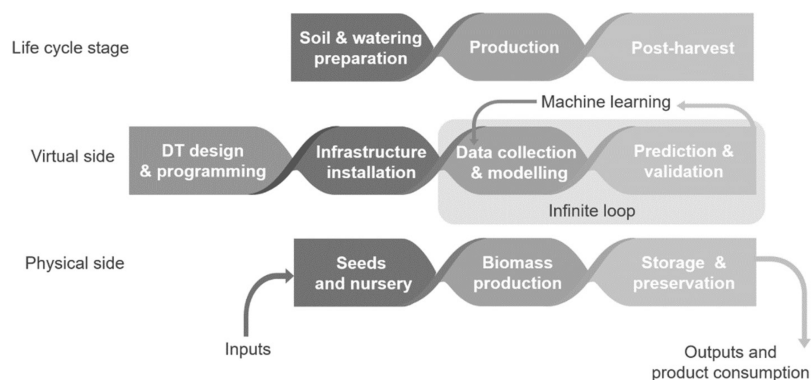 Life cycle stage
Soil & watering
preparation
Production
Post-harvest
Machine learning
Virtual side
DT design
& programming
Infrastructure
installation
Data collection
& modelling
Prediction &
validation
Infinite loop
Physical side
Seeds
and nursery
Biomass
production
Storage &
preservation
Inputs
Outputs and
product consumption